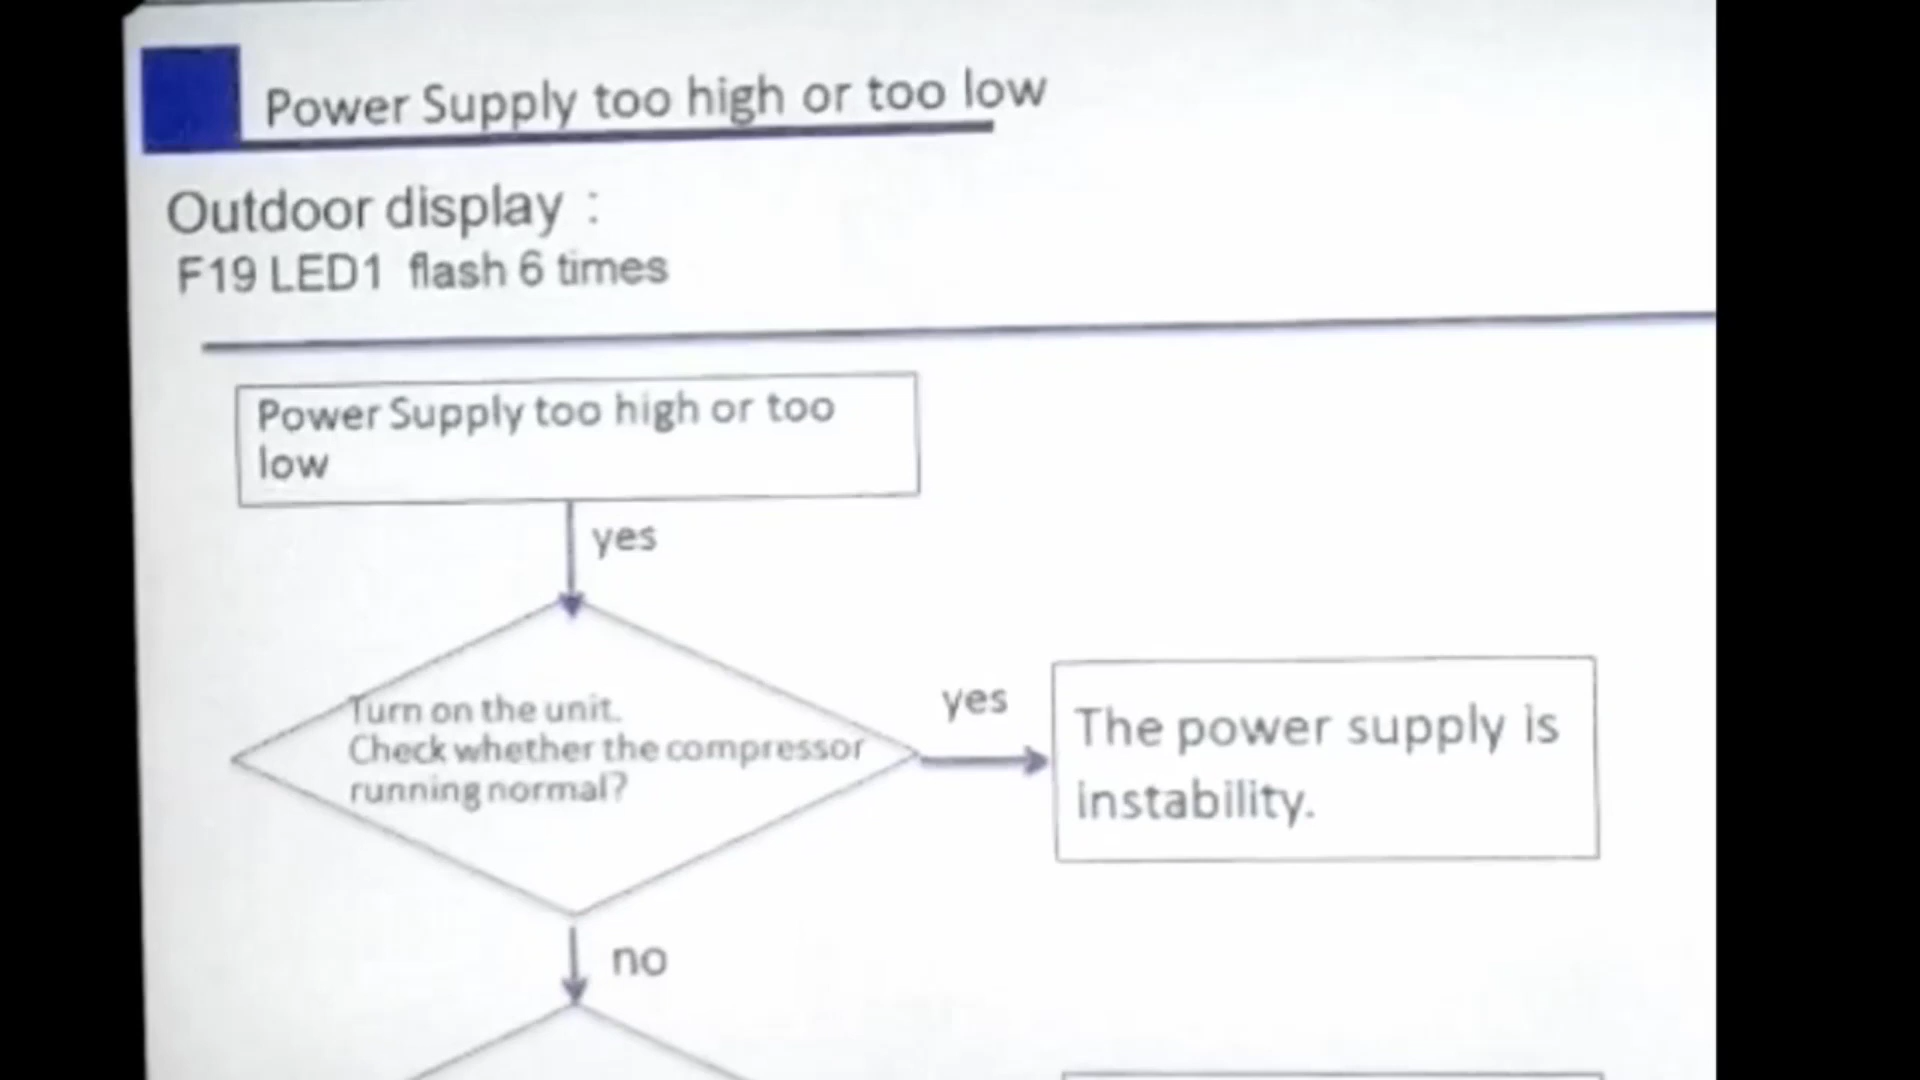 Power Supply too high or too low
Outdoor display :
F19 LED1 flash 6 times
Power Supply too high or too
low
yes
Turn on the unit.
Check whether the compressor
running normal?
yes
The power supply is
instability.
no